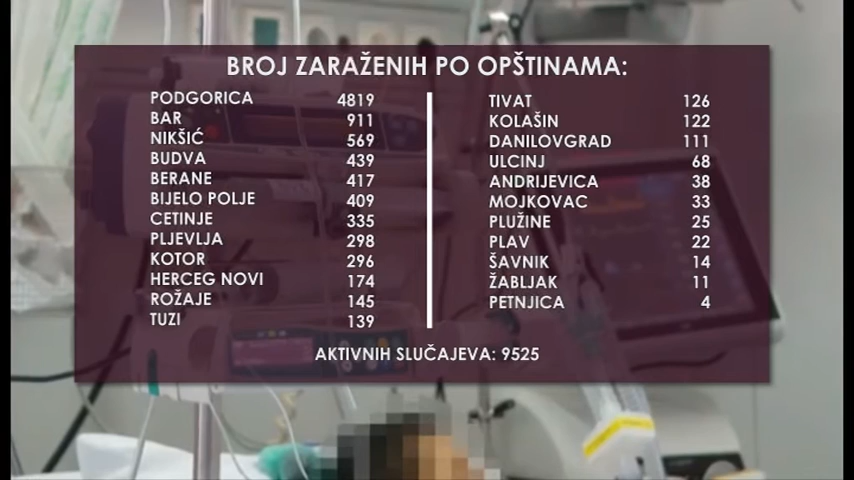 BROJ ZARAŽENIH PO OPŠTINAMA:
PODGORICA 4819
BAR 911
NIKŠIĆ 569
BUDVA 439
BERANE 417
BIJELO POLJE 409
CETINJE 335
PLJEVLJA 298
KOTOR 296
HERCEG NOVI 174
ROŽAJE 145
TUZI 139
TIVAT 126
KOLAŠIN 122
DANILOVGRAD 111
ULCINJ 68
ANDRIJEVICA 38
MOJKOVAC 33
PLUŽINE 25
PLAV 22
ŠAVNIK 14
ŽABLJAK 11
PETNJICA 4
AKTIVNIH SLUČAJEVA: 9525